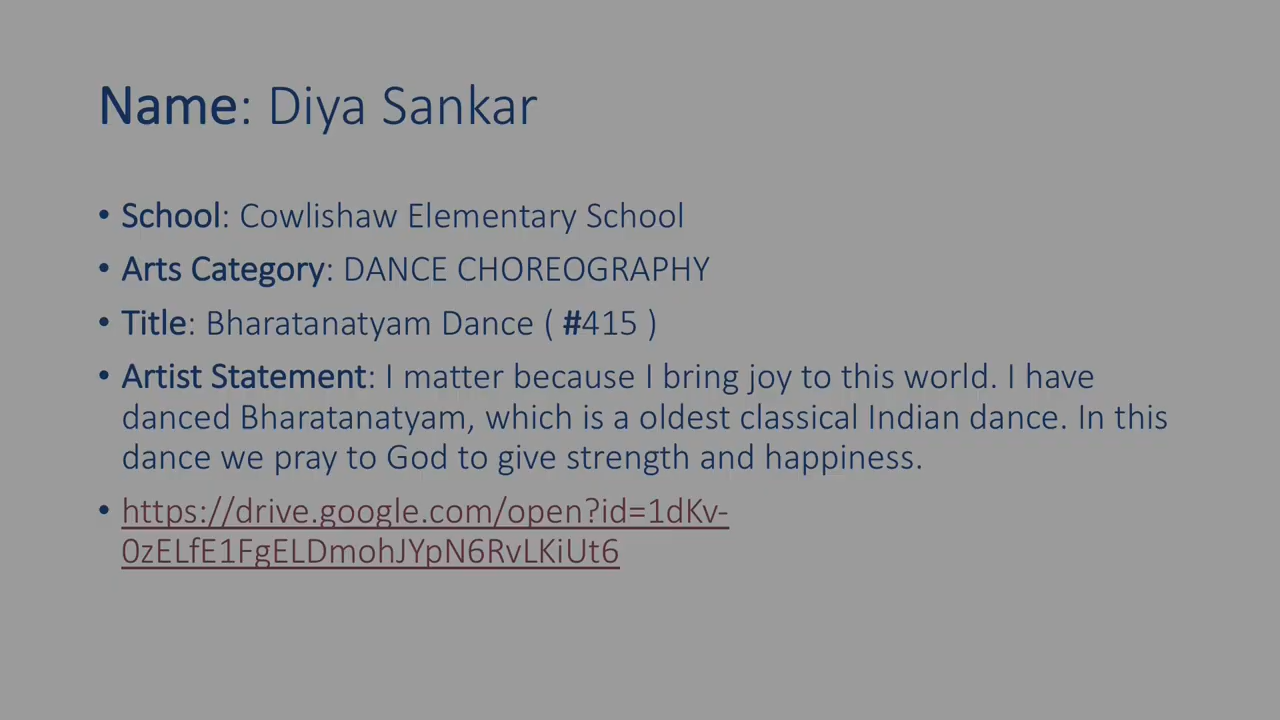 Name: Diya Sankar
• School: Cowlishaw Elementary School
• Arts Category: DANCE CHOREOGRAPHY
• Title: Bharatanatyam Dance ( #415 )
• Artist Statement: I matter because I bring joy to this world. I have
danced Bharatanatyam, which is a oldest classical Indian dance. In this
dance we pray to God to give strength and happiness.
• https://drive.google.com/open?id=1dKv-
0zELfE1FgELDmohJYpN6RvLKiUt6